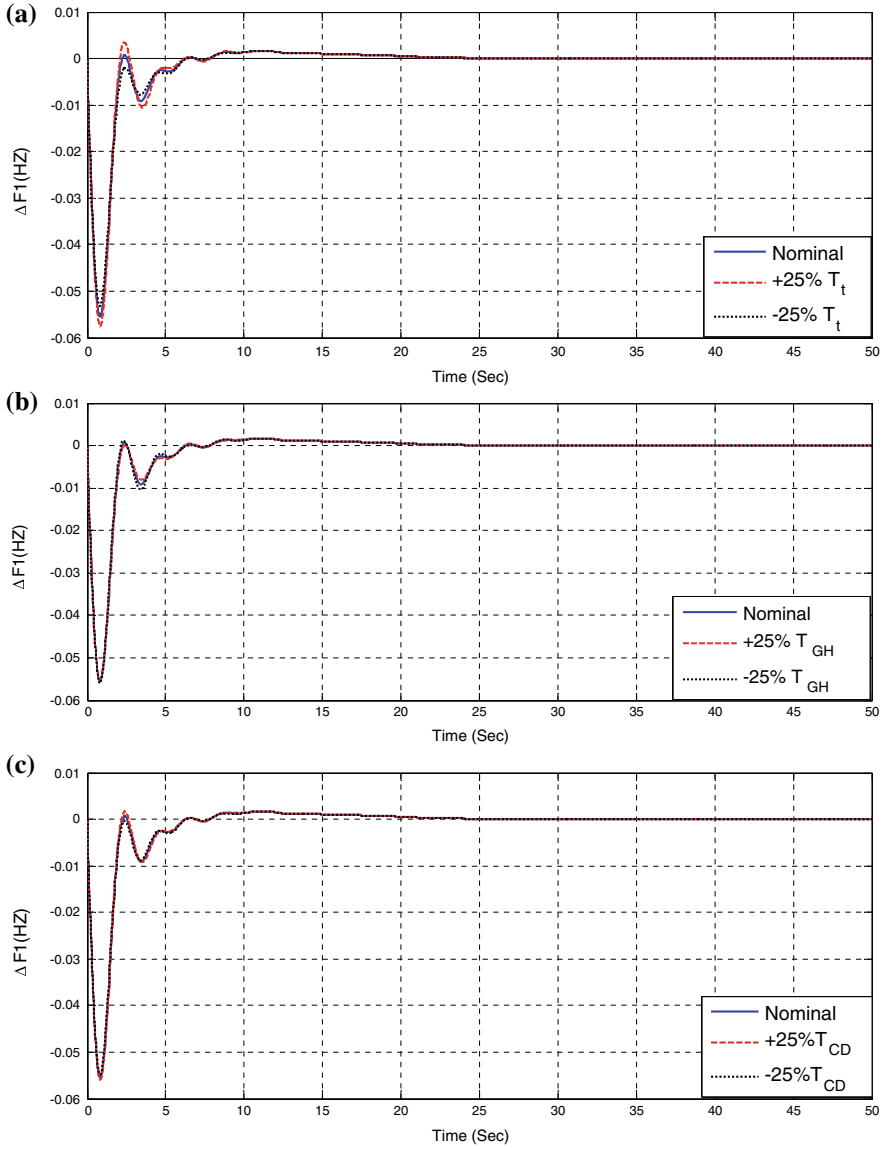 (a)
0.01
0
-0.01
-0.02
-0.03
-0.04
-0.05
-0.06
Δ F1(HZ)
Nominal
+25% T_t
-25% T_t
0 5 10 15 20 25 30 35 40 45 50
Time (Sec)
(b)
0.01
0
-0.01
-0.02
-0.03
-0.04
-0.05
-0.06
Δ F1(HZ)
Nominal
+25% T_GH
-25% T_GH
0 5 10 15 20 25 30 35 40 45 50
Time (Sec)
(c)
0.01
0
-0.01
-0.02
-0.03
-0.04
-0.05
-0.06
Δ F1(HZ)
Nominal
+25%T_CD
-25%T_CD
0 5 10 15 20 25 30 35 40 45 50
Time (Sec)